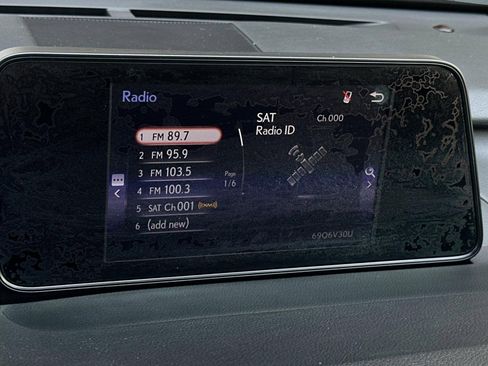 Radio
SAT Ch 000
Radio ID
1 FM 89.7
2 FM 95.9
3 FM 103.5
4 FM 100.3
5 SAT Ch 001 ((XM))
6 (add new)
Page
1/6
69Q6V30U